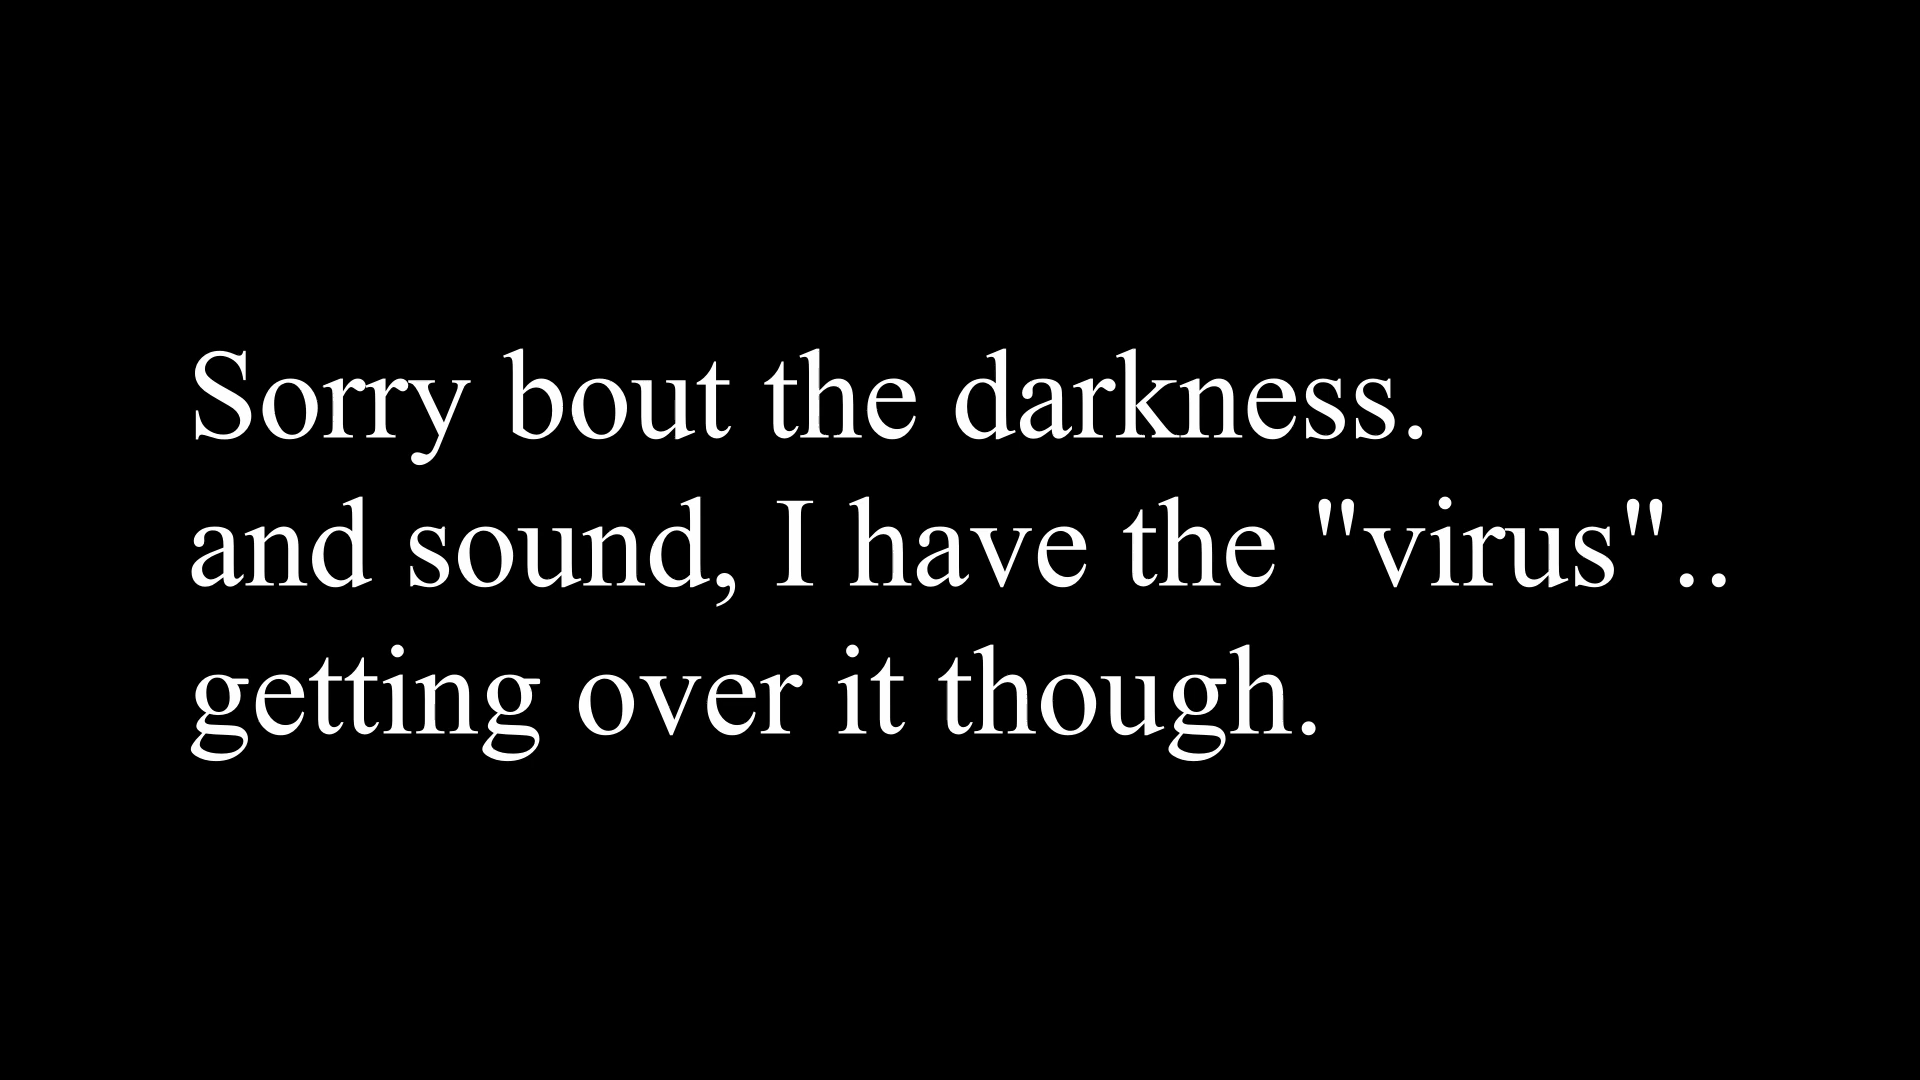 Sorry bout the darkness.
and sound, I have the "virus"..
getting over it though.